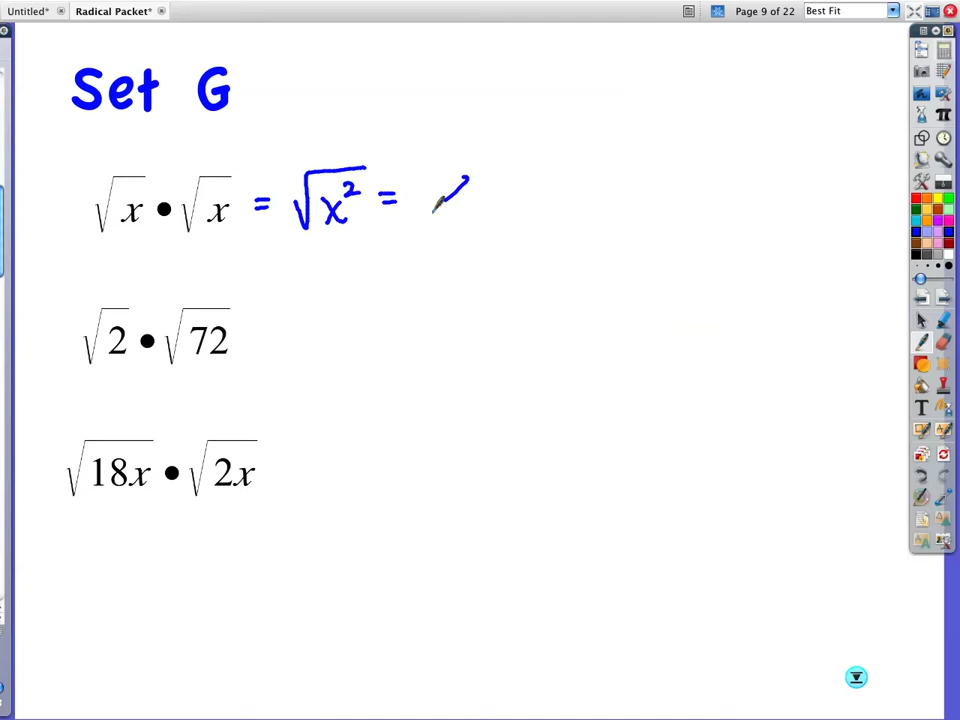 Untitled* Radical Packet* Page 9 of 22 Best Fit
Set G
√x • √x = √x² =
√2 • √72
√18x • √2x